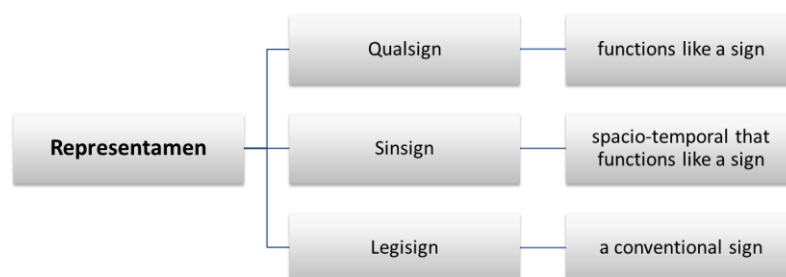 Representamen
Qualsign
functions like a sign
Sinsign
spacio-temporal that
functions like a sign
Legisign
a conventional sign